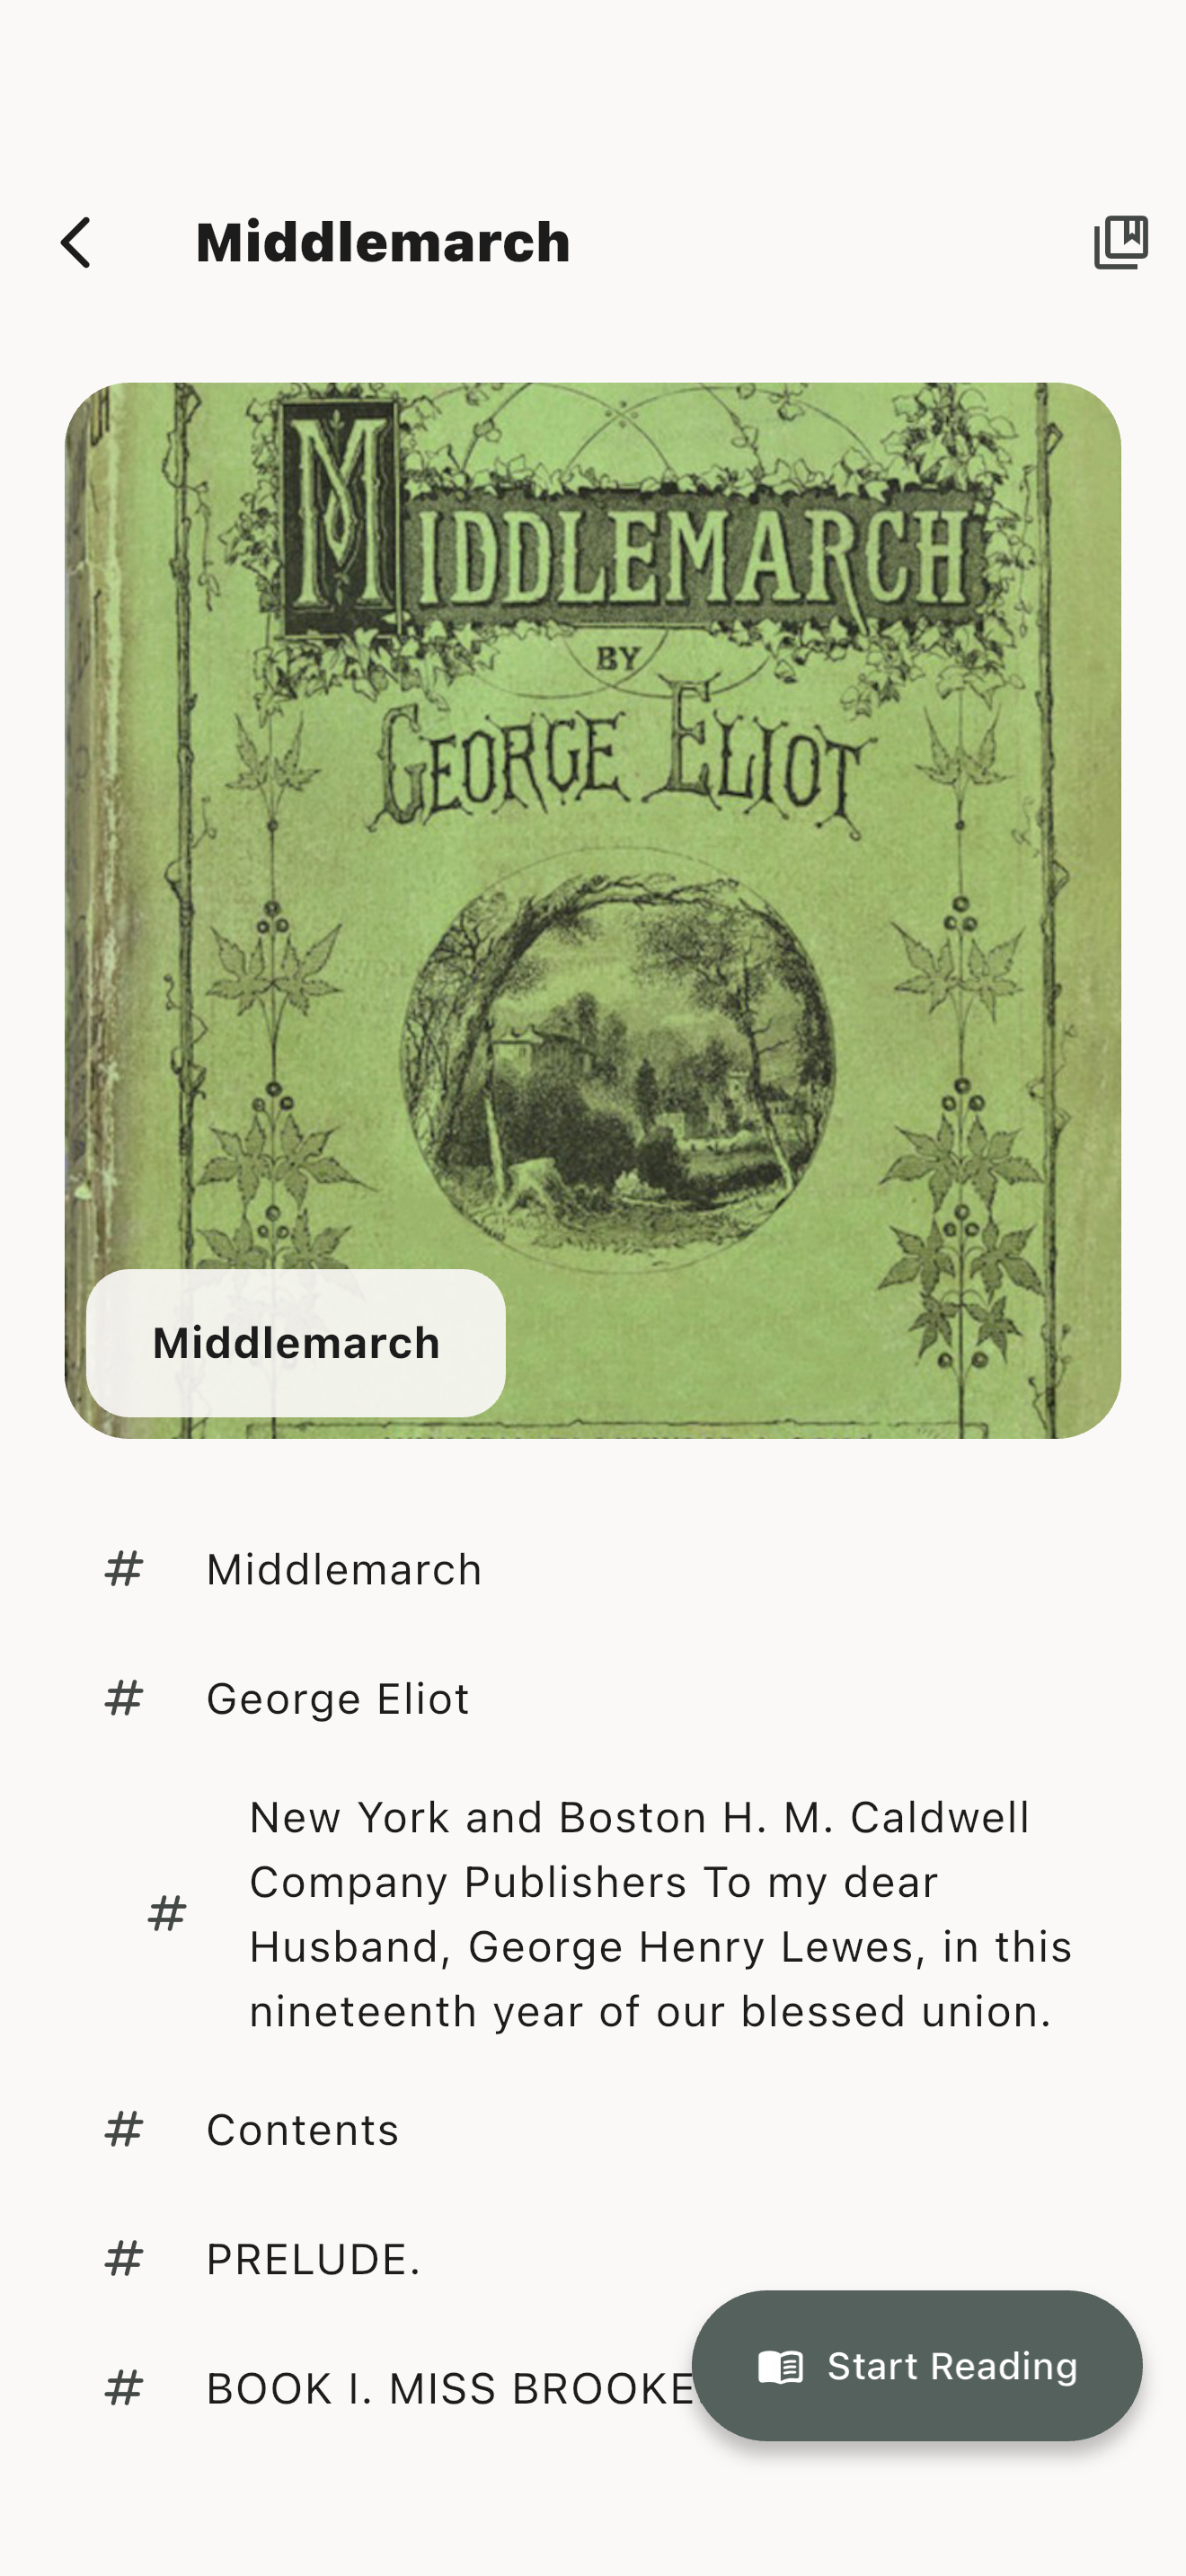 Middlemarch
MIDDLEMARCH
BY
GEORGE ELIOT
Middlemarch
# Middlemarch
# George Eliot
# New York and Boston H. M. Caldwell
Company Publishers To my dear
Husband, George Henry Lewes, in this
nineteenth year of our blessed union.
# Contents
# PRELUDE.
# BOOK I. MISS BROOKE
Start Reading